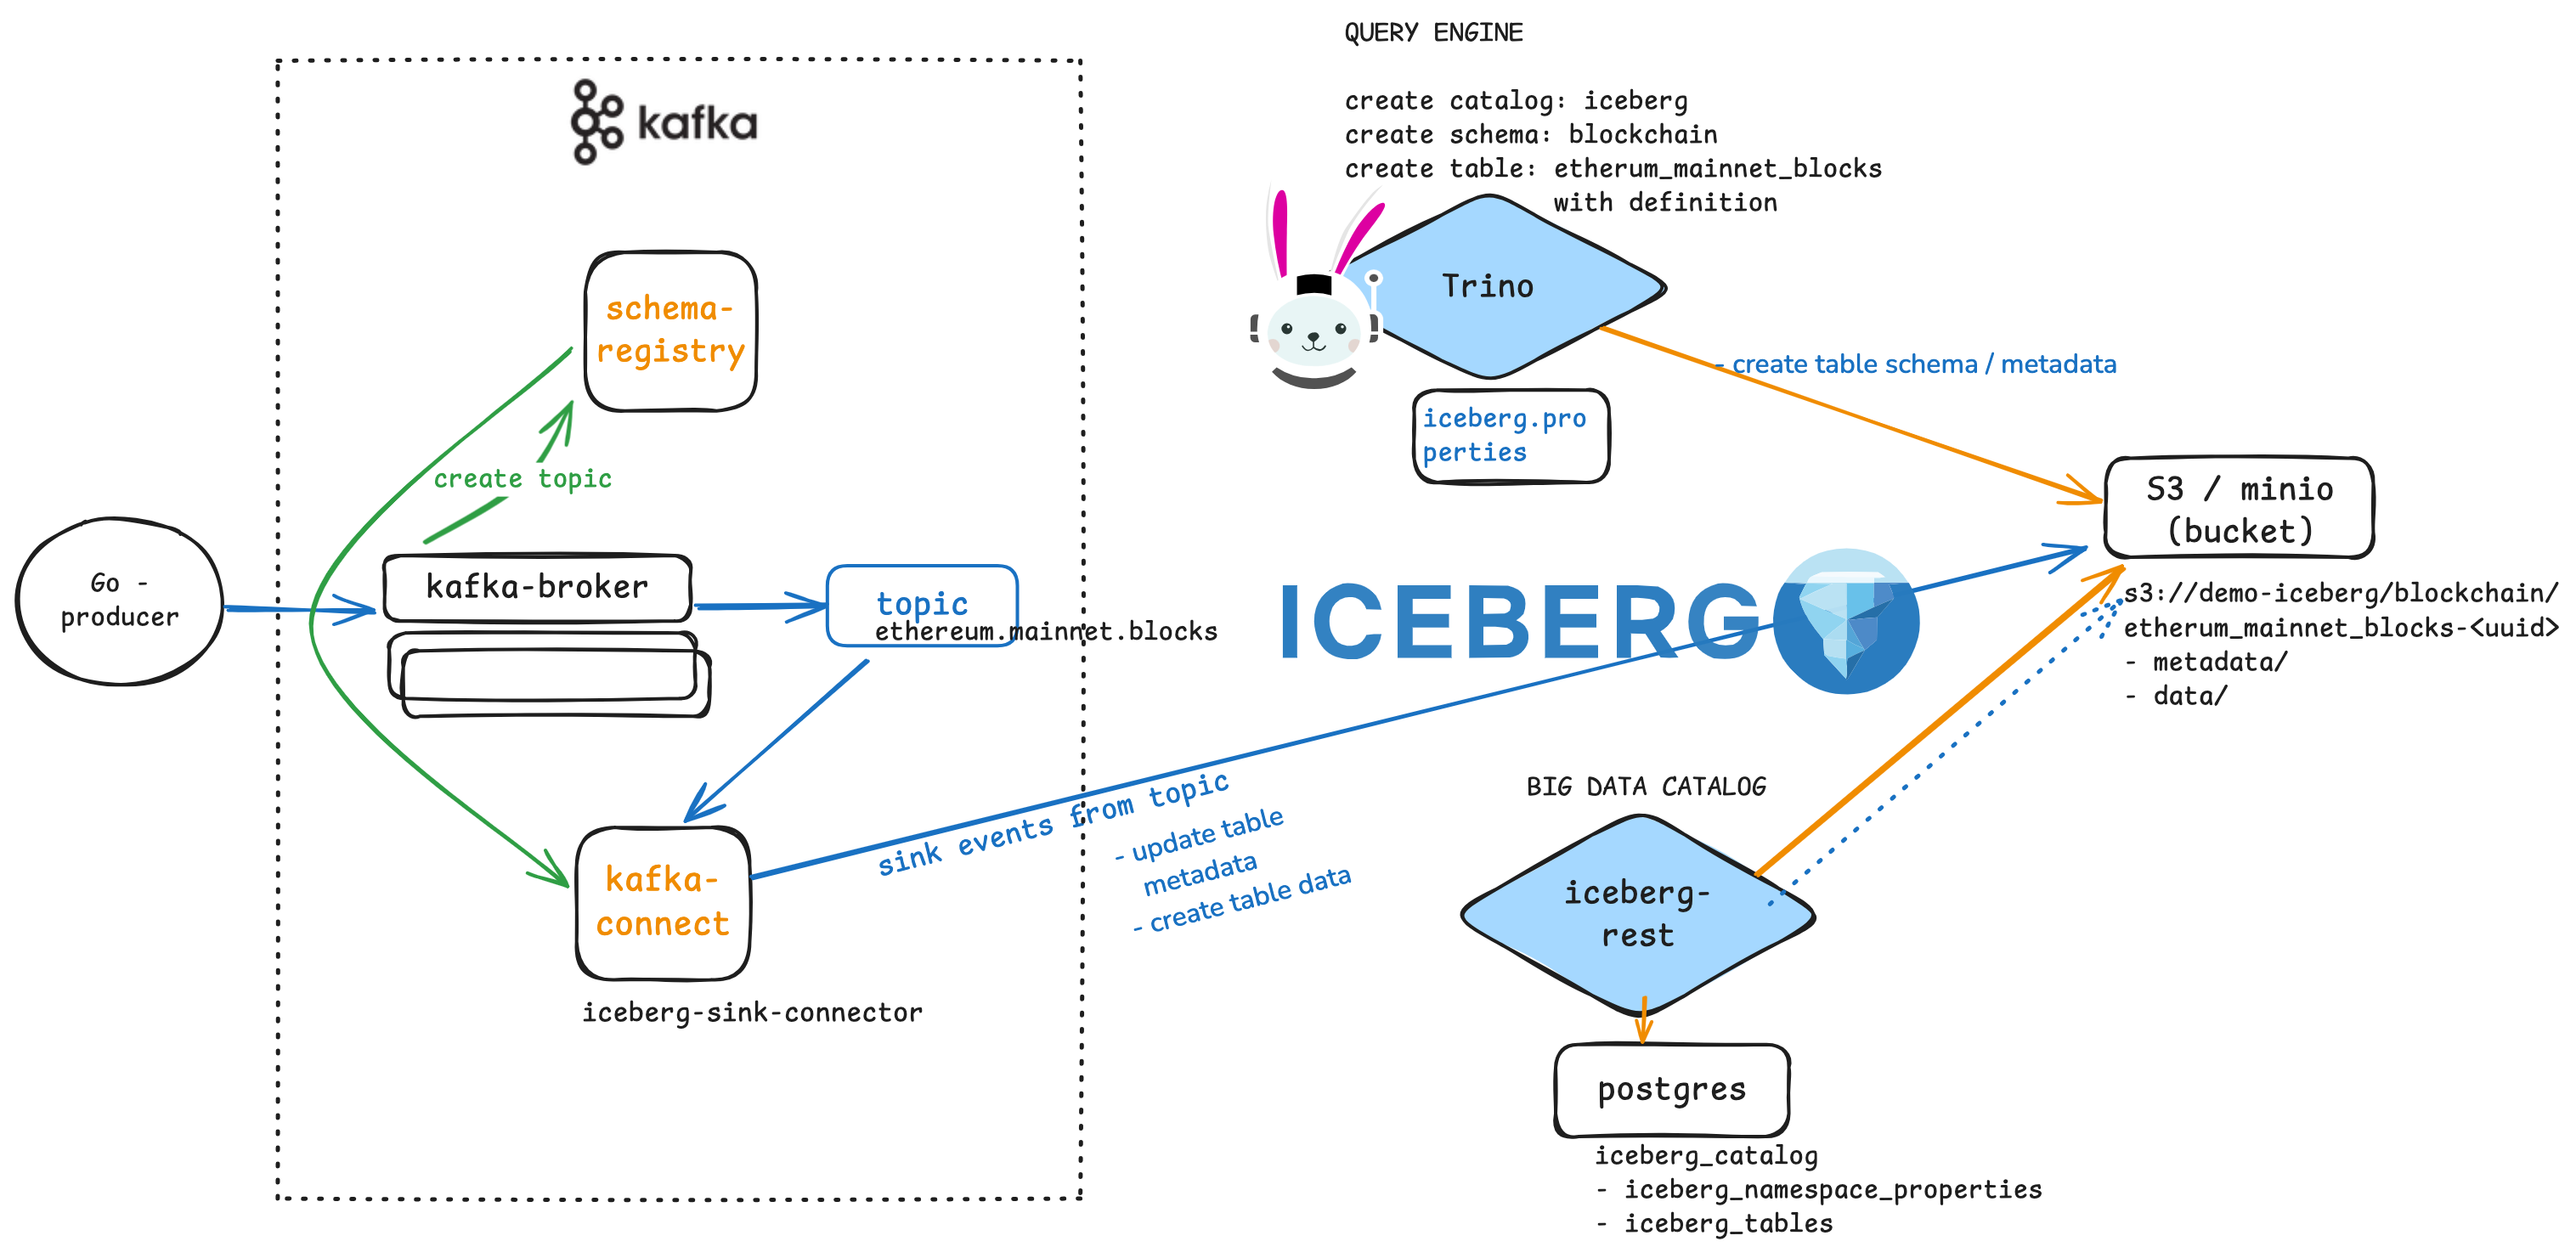 kafka
schema-
registry
create topic
Go -
producer
kafka-broker
topic
ethereum.mainnet.blocks
kafka-
connect
iceberg-sink-connector
sink events from topic
- update table
metadata
- create table data
QUERY ENGINE
create catalog: iceberg
create schema: blockchain
create table: etherum_mainnet_blocks
with definition
Trino
iceberg.pro
perties
- create table schema / metadata
ICEBERG
S3 / minio
(bucket)
s3://demo-iceberg/blockchain/
etherum_mainnet_blocks-<uuid>
- metadata/
- data/
BIG DATA CATALOG
iceberg-
rest
postgres
iceberg_catalog
- iceberg_namespace_properties
- iceberg_tables